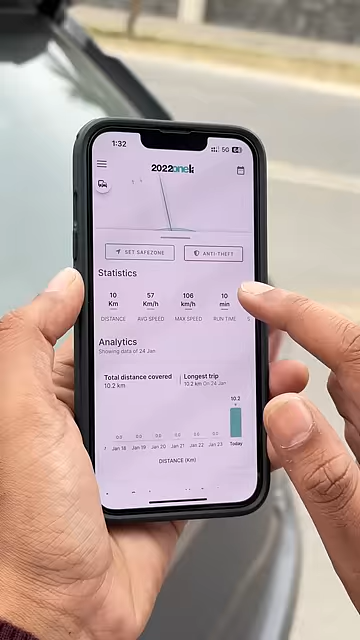 1:32
5G 64
SET SAFEZONE
ANTI-THEFT
Statistics
10 57 106 10
Km Km/h km/h min
DISTANCE AVG SPEED MAX SPEED RUN TIME S
Analytics
Showing data of 24 Jan
Total distance covered Longest trip
10.2 km 10.2 km On 24 Jan
10.2
0.0 0.0 0.0 0.0 0.0 0.0
Jan 18 Jan 19 Jan 20 Jan 21 Jan 22 Jan 23 Today
DISTANCE (Km)